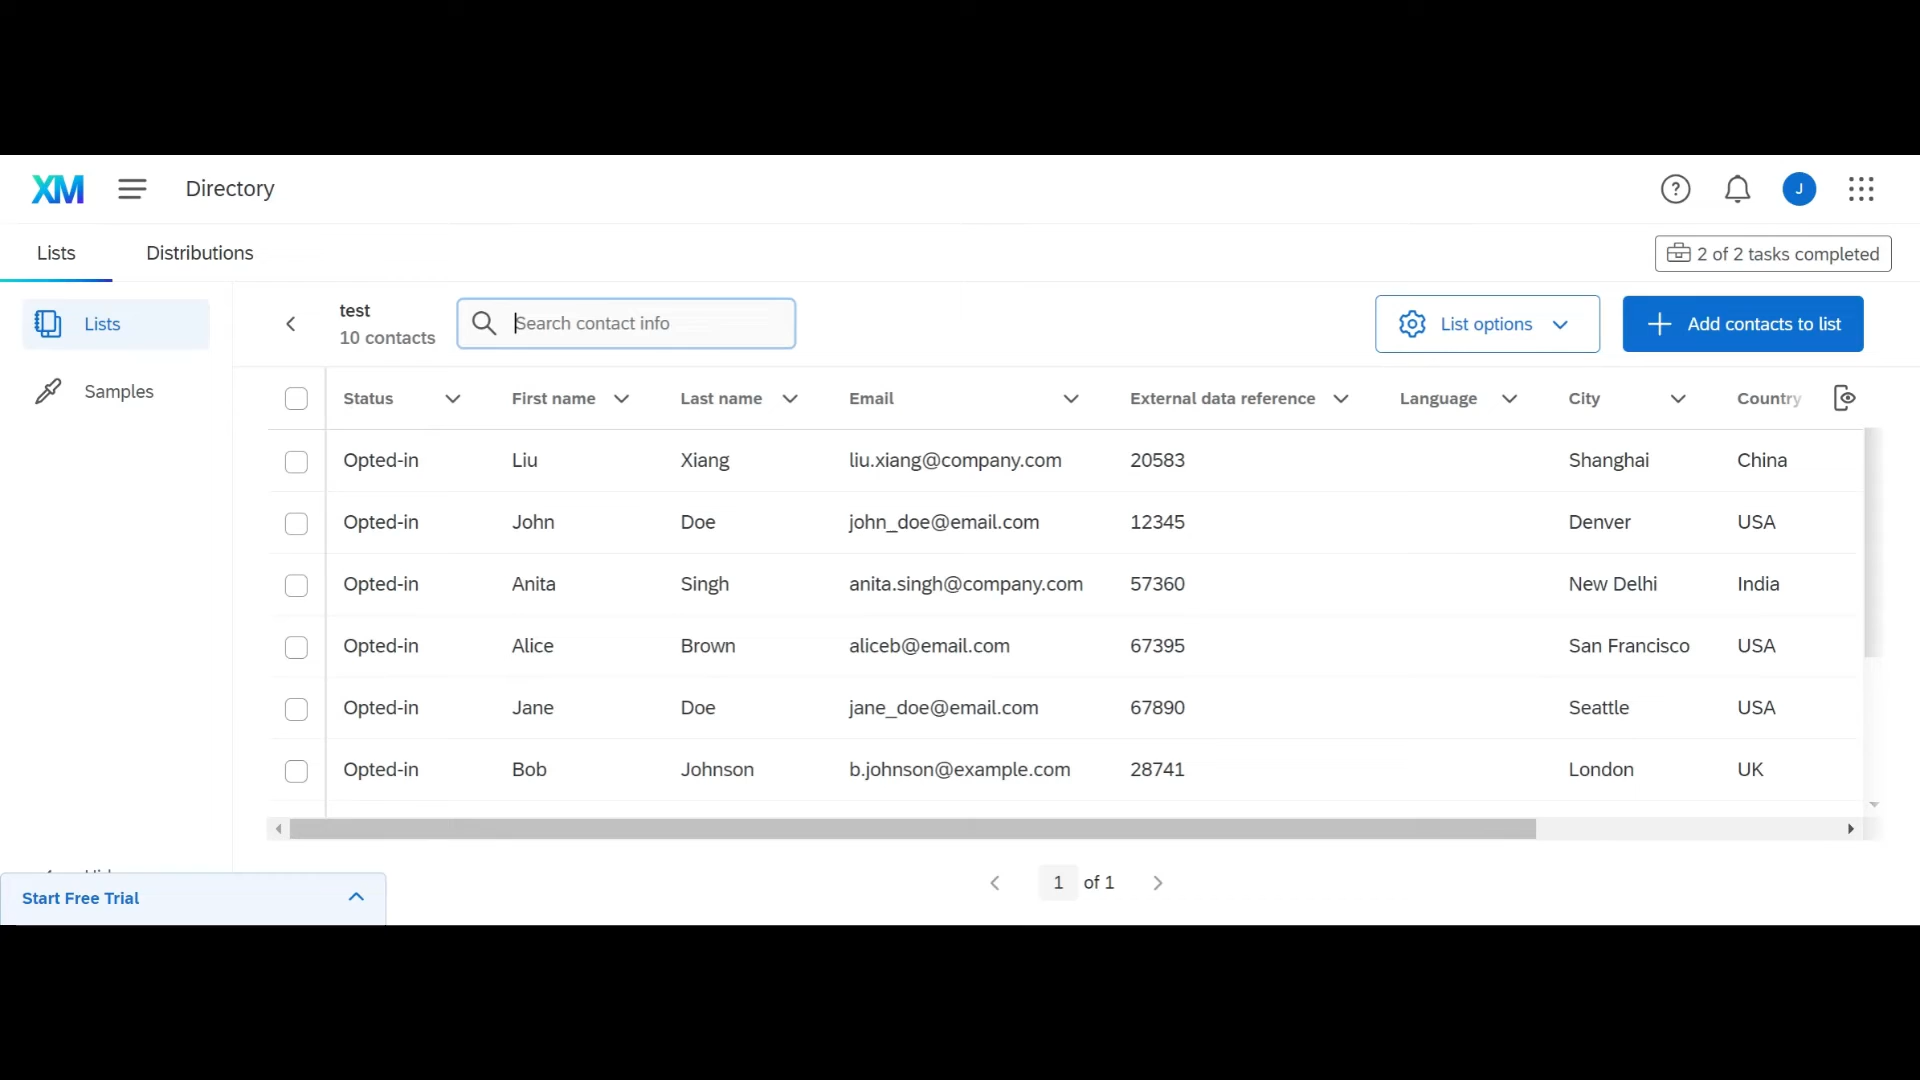 XM Directory J
Lists Distributions 2 of 2 tasks completed
Lists
Samples
test
10 contacts
Search contact info
List options
Add contacts to list
Status First name Last name Email External data reference Language City Country
Opted-in Liu Xiang liu.xiang@company.com 20583 Shanghai China
Opted-in John Doe john_doe@email.com 12345 Denver USA
Opted-in Anita Singh anita.singh@company.com 57360 New Delhi India
Opted-in Alice Brown aliceb@email.com 67395 San Francisco USA
Opted-in Jane Doe jane_doe@email.com 67890 Seattle USA
Opted-in Bob Johnson b.johnson@example.com 28741 London UK
1 of 1
Start Free Trial